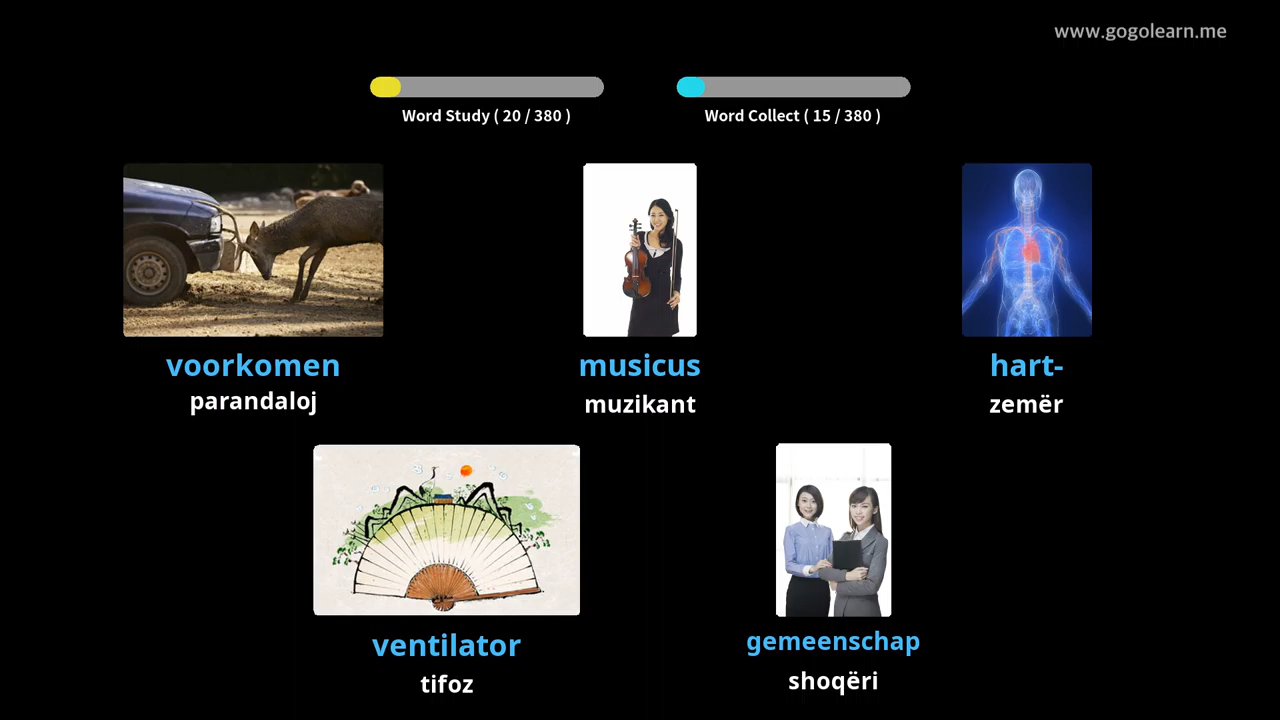 www.gogolearn.me
Word Study ( 20 / 380 )
Word Collect ( 15 / 380 )
voorkomen
parandaloj
musicus
muzikant
hart-
zemër
ventilator
tifoz
gemeenschap
shoqëri